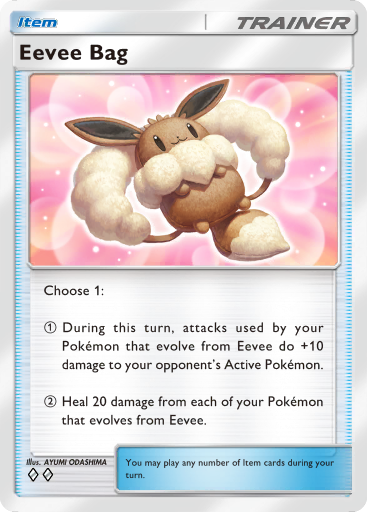 Item
TRAINER
Eevee Bag
Choose 1:
① During this turn, attacks used by your
Pokémon that evolve from Eevee do +10
damage to your opponent's Active Pokémon.
② Heal 20 damage from each of your Pokémon
that evolves from Eevee.
Illus. AYUMI ODASHIMA
You may play any number of Item cards during your
turn.